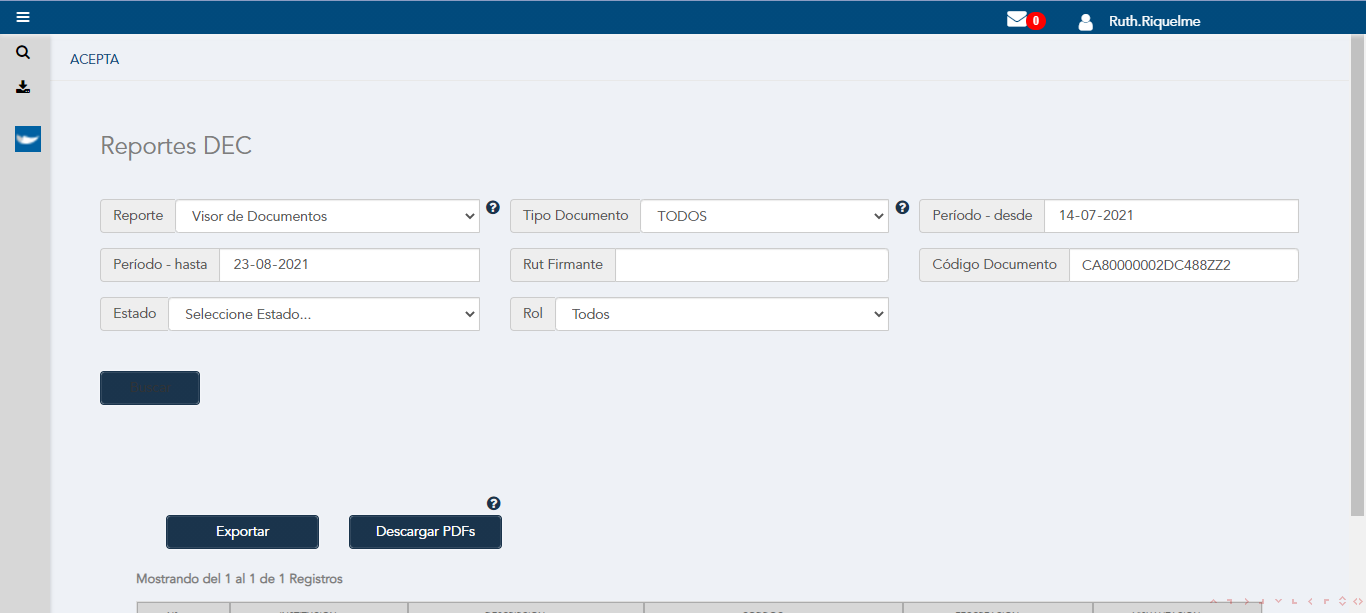 0 Ruth.Riquelme
ACEPTA
Reportes DEC
Reporte Visor de Documentos Tipo Documento TODOS Período - desde 14-07-2021
Período - hasta 23-08-2021 Rut Firmante Código Documento CA80000002DC488ZZ2
Estado Seleccione Estado... Rol Todos
Exportar Descargar PDFs
Mostrando del 1 al 1 de 1 Registros